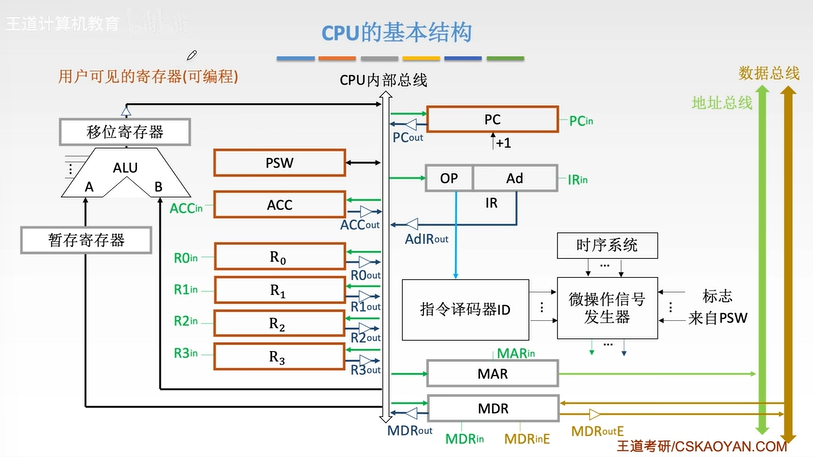 王道计算机教育
CPU的基本结构
用户可见的寄存器(可编程)
CPU内部总线
数据总线
地址总线
移位寄存器
ALU
A
B
暂存寄存器
PSW
ACCin
ACC
ACCout
R0in
R0
R0out
R1in
R1
R1out
R2in
R2
R2out
R3in
R3
R3out
PC
PCin
PCout
+1
OP
Ad
IR
IRin
AdIRout
时序系统
...
指令译码器ID
⋮
微操作信号
发生器
⋮
标志
来自PSW
...
MARin
MAR
MDR
MDRout
MDRin
MDRinE
MDRoutE
王道考研/CSKAOYAN.COM